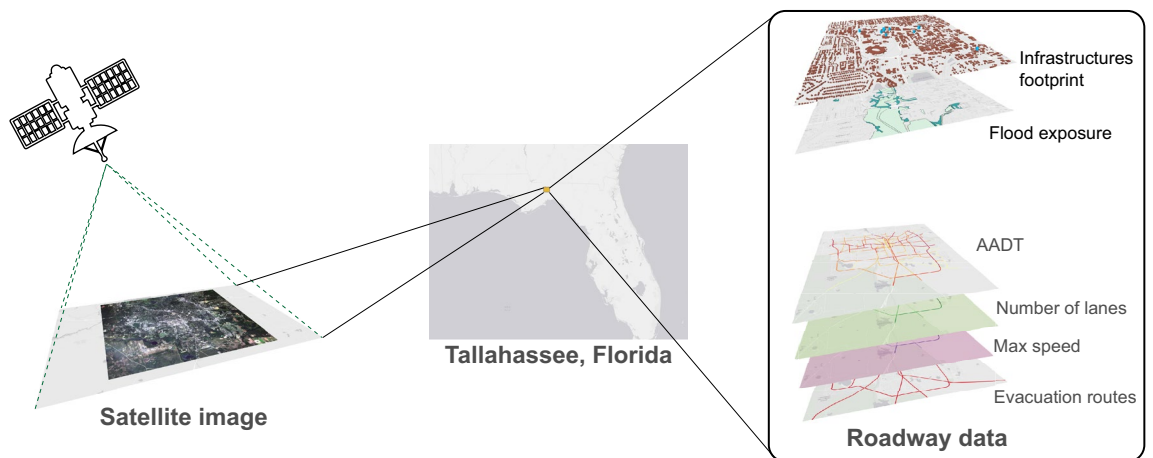 Infrastructures
footprint
Flood exposure
AADT
Number of lanes
Max speed
Evacuation routes
Roadway data
Tallahassee, Florida
Satellite image